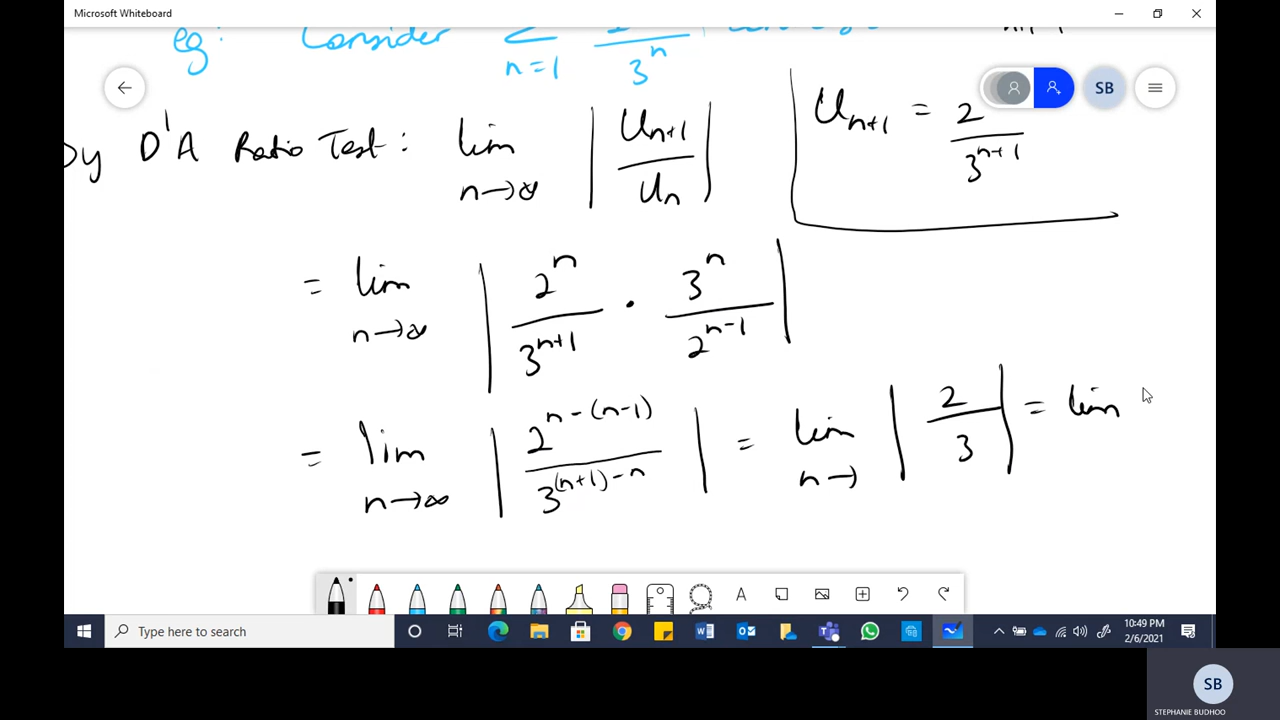 Microsoft Whiteboard
eg: Consider ∑ n=1 3^n
SB
U_{n+1} = 2 / 3^{n+1}
D'A Ratio Test: lim n→∞ | U_{n+1} / U_n |
= lim n→∞ | 2^n / 3^{n+1} · 3^n / 2^{n-1} |
= lim n→∞ | 2^{n-(n-1)} / 3^{(n+1)-n} | = lim n→ | 2 / 3 | = lim
A
Type here to search
10:49 PM
2/6/2021
SB
STEPHANIE BUDHOO